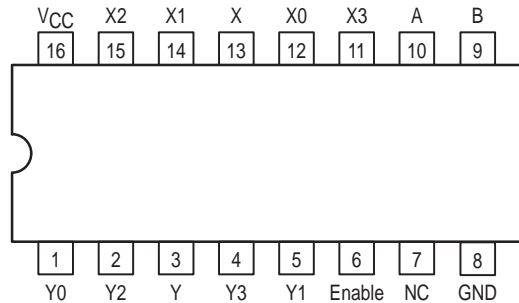 VCC X2 X1 X X0 X3 A B
16 15 14 13 12 11 10 9
1 2 3 4 5 6 7 8
Y0 Y2 Y Y3 Y1 Enable NC GND